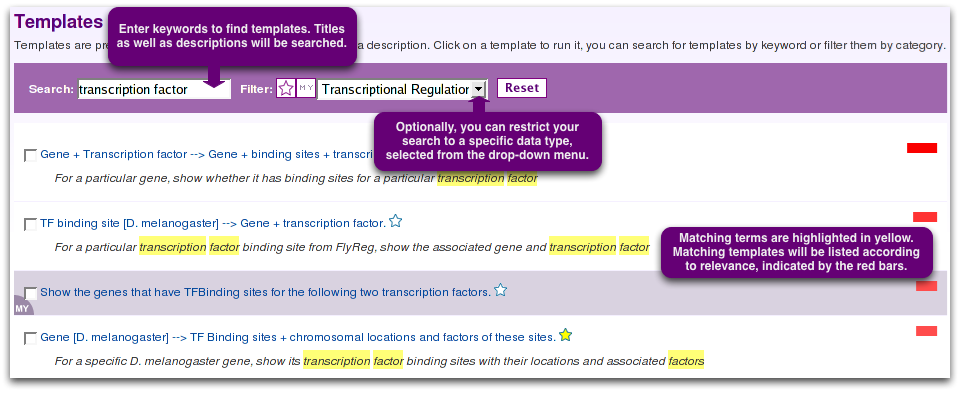 Templates
Enter keywords to find templates. Titles
as well as descriptions will be searched.
Templates are pre a description. Click on a template to run it, you can search for templates by keyword or filter them by category.
Search: transcription factor Filter: MY Transcriptional Regulation Reset
Optionally, you can restrict your
search to a specific data type,
selected from the drop-down menu.
Gene + Transcription factor --> Gene + binding sites + transcri
For a particular gene, show whether it has binding sites for a particular transcription factor
TF binding site [D. melanogaster] --> Gene + transcription factor.
For a particular transcription factor binding site from FlyReg, show the associated gene and transcription factor
Matching terms are highlighted in yellow.
Matching templates will be listed according
to relevance, indicated by the red bars.
Show the genes that have TFBinding sites for the following two transcription factors.
MY
Gene [D. melanogaster] --> TF Binding sites + chromosomal locations and factors of these sites.
For a specific D. melanogaster gene, show its transcription factor binding sites with their locations and associated factors